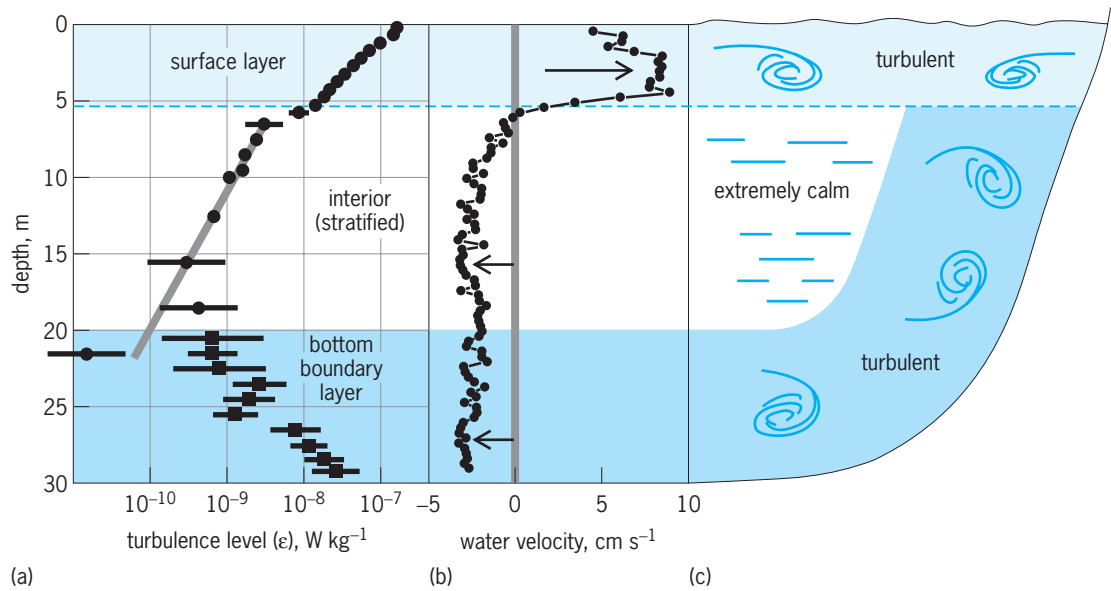 0
5
10
15
20
25
30
depth, m
surface layer
interior
(stratified)
bottom
boundary
layer
10⁻¹⁰
10⁻⁹
10⁻⁸
10⁻⁷
turbulence level (ε), W kg⁻¹
(a)
−5
0
5
10
water velocity, cm s⁻¹
(b)
turbulent
extremely calm
turbulent
(c)